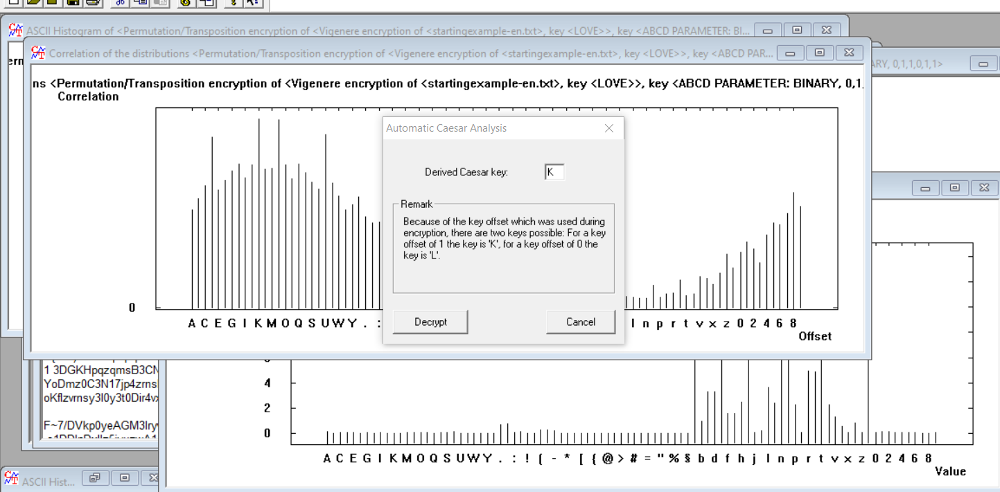 ASCII Histogram of <Permutation/Transposition encryption of <Vigenere encryption of <startingexample-en.txt>, key <LOVE>>, key <ABCD PARAMETER: BI...
Correlation of the distributions <Permutation/Transposition encryption of <Vigenere encryption of <startingexample-en.txt>, key <LOVE>>, key <ABCD PAR...
ARY, 0,1,1,0,1,1>
ns <Permutation/Transposition encryption of <Vigenere encryption of <startingexample-en.txt>, key <LOVE>>, key <ABCD PARAMETER: BINARY, 0,1,
Correlation
Automatic Caesar Analysis
Derived Caesar key:
K
Remark
Because of the key offset which was used during
encryption, there are two keys possible: For a key
offset of 1 the key is 'K', for a key offset of 0 the
key is 'L'.
Decrypt
Cancel
0
A C E G I K M O Q S U W Y . :
l n p r t v x z 0 2 4 6 8
Offset
1 3DGKHpqzqmsB3CN
YoDmz0C3N17jp4zrns
F~7/DVkp0yeAGM3lry
4
2
0
A C E G I K M O Q S U W Y . : ! ( - * [ { @ > # = " % § b d f h j l n p r t v x z 0 2 4 6 8
Value
ASCII Hist...